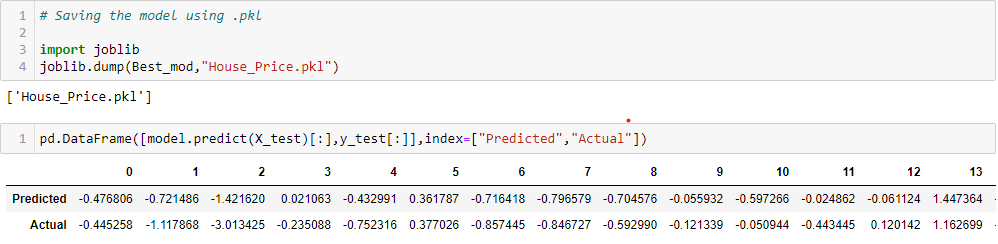 1 # Saving the model using .pkl
2
3 import joblib
4 joblib.dump(Best_mod,"House_Price.pkl")
['House_Price.pkl']
1 pd.DataFrame([model.predict(X_test)[:],y_test[:]],index=["Predicted","Actual"])
0 1 2 3 4 5 6 7 8 9 10 11 12 13
Predicted -0.476806 -0.721486 -1.421620 0.021063 -0.432991 0.361787 -0.716418 -0.796579 -0.704576 -0.055932 -0.597266 -0.024862 -0.061124 1.447364
Actual -0.445258 -1.117868 -3.013425 -0.235088 -0.752316 0.377026 -0.857445 -0.846727 -0.592990 -0.121339 -0.050944 -0.443445 0.120142 1.162699